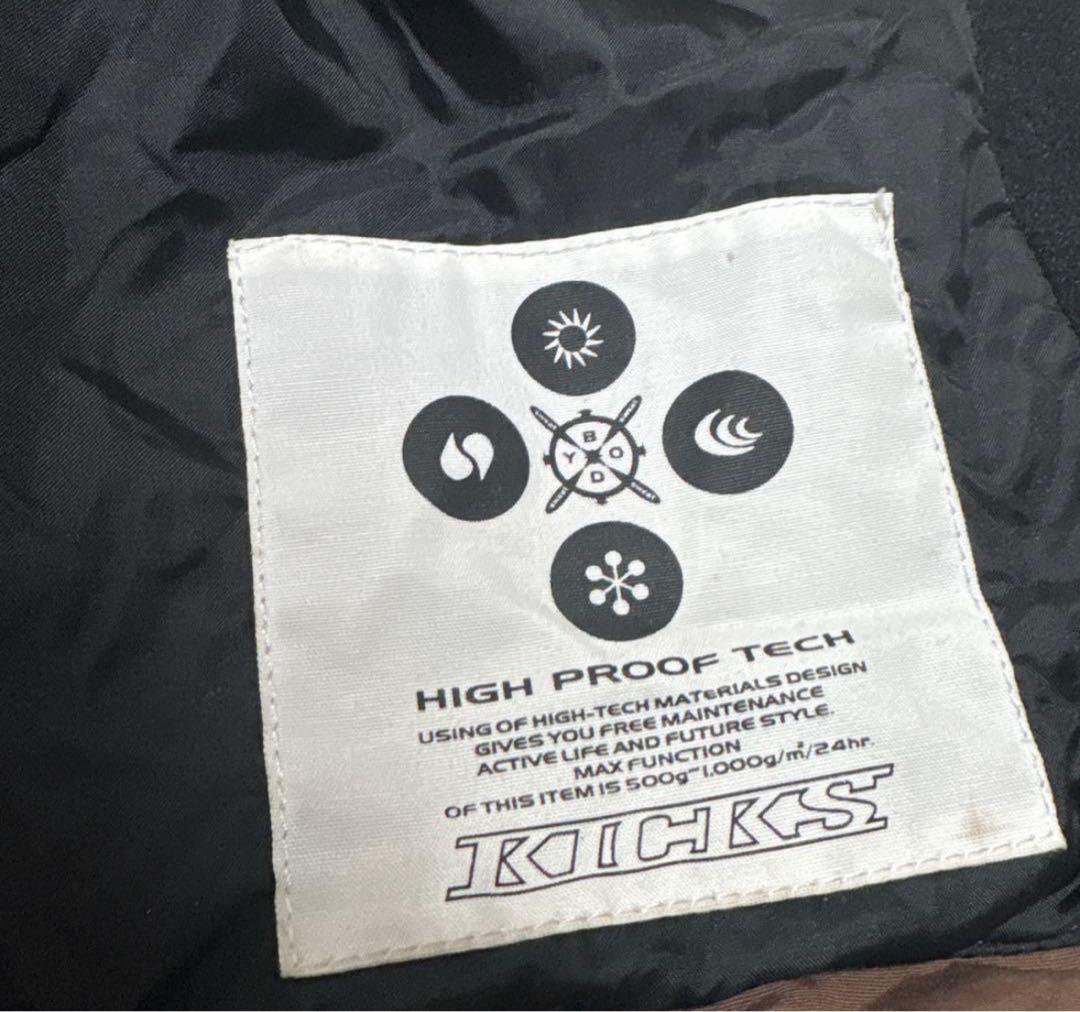 B
Y O
D
HIGH PROOF TECH
USING OF HIGH-TECH MATERIALS DESIGN
GIVES YOU FREE MAINTENANCE
ACTIVE LIFE AND FUTURE STYLE.
MAX FUNCTION
OF THIS ITEM IS 500g~1,000g/m²/24hr.
KICKS